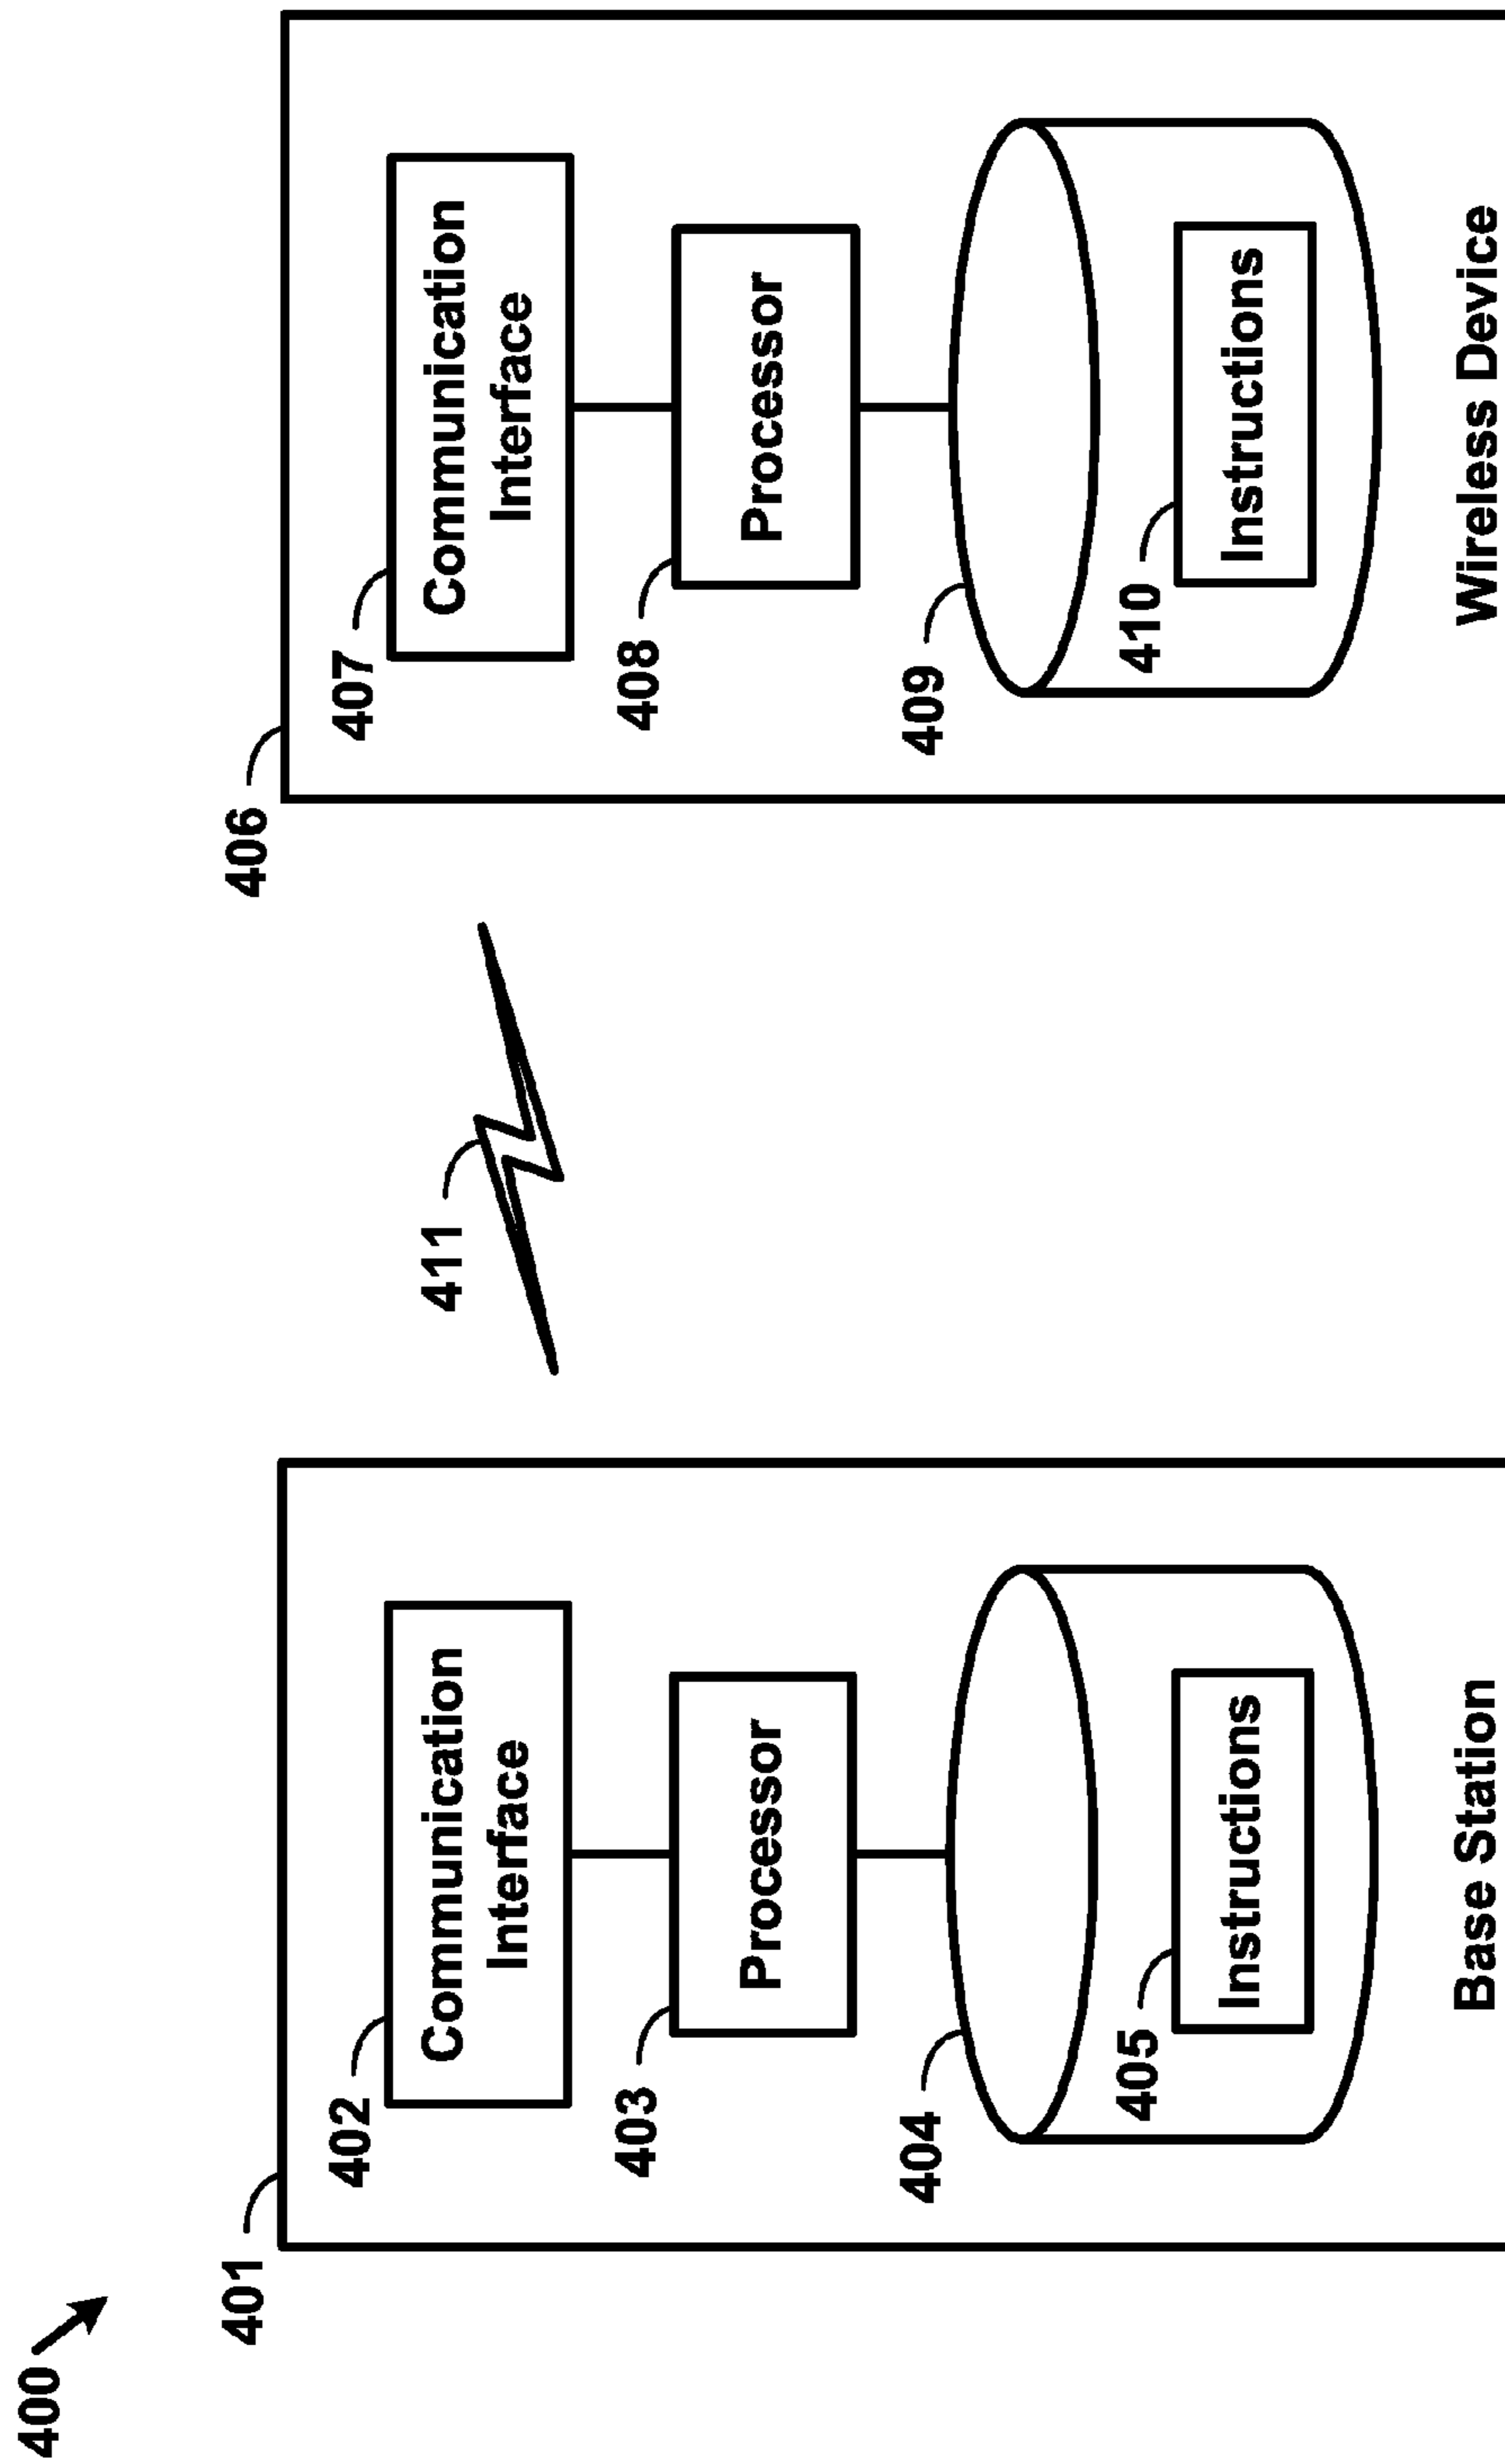 400
401
402
Communication
Interface
403
Processor
404
405
Instructions
Base Station
411
406
407
Communication
Interface
408
Processor
409
410
Instructions
Wireless Device